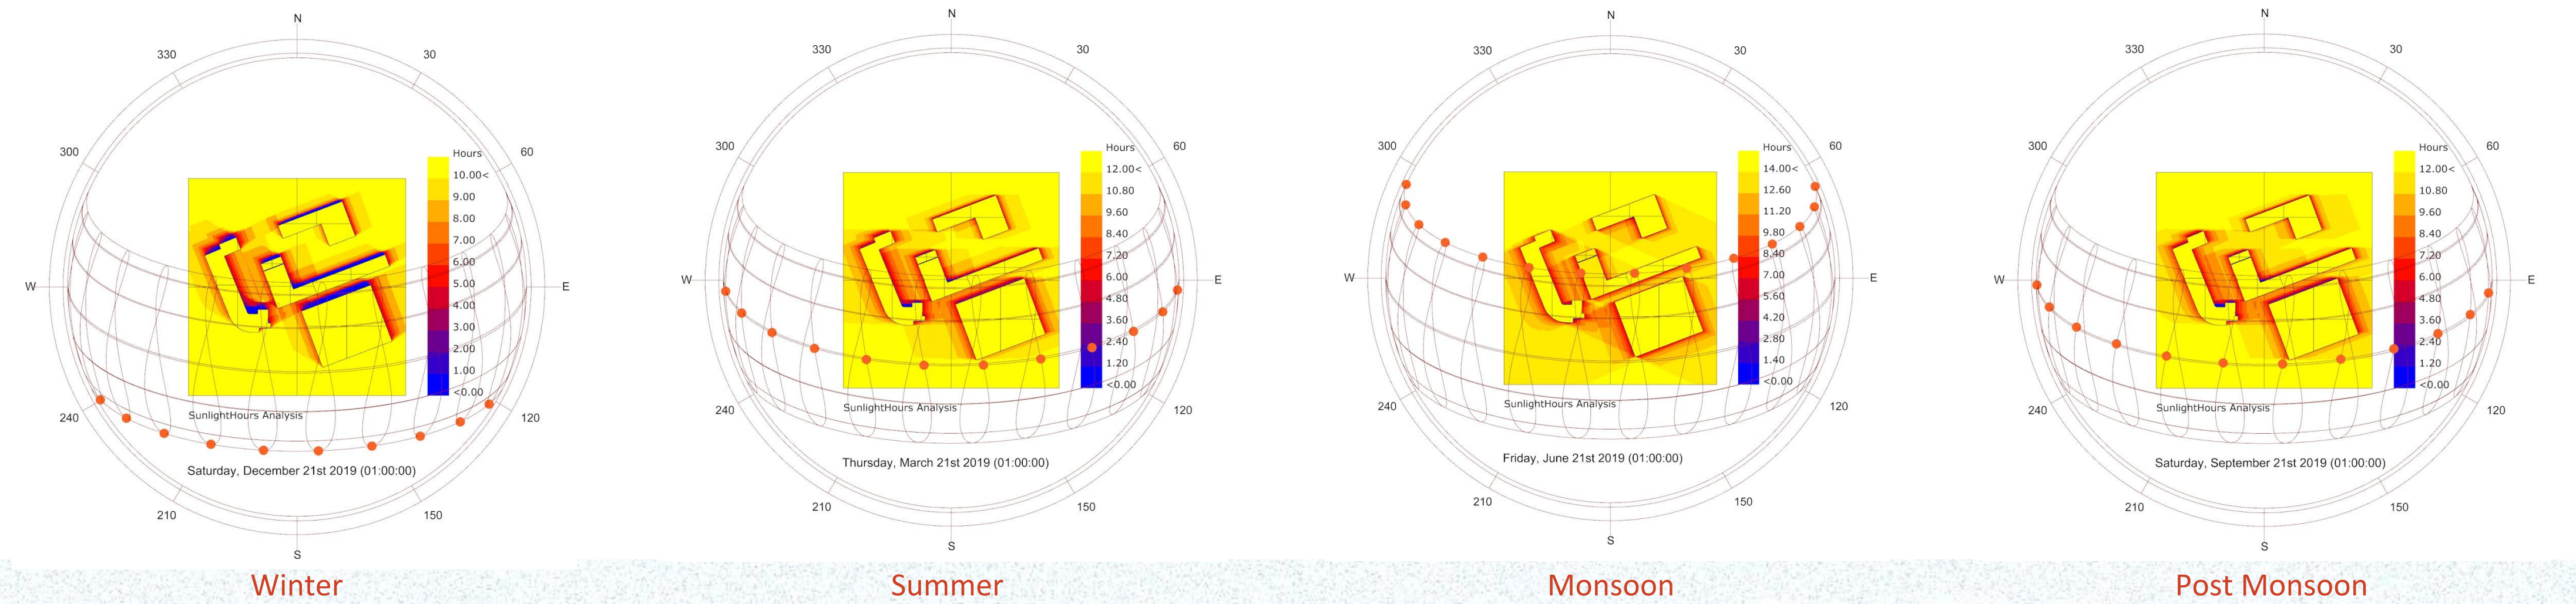 N
330
30
300
60
Hours
10.00<
9.00
8.00
7.00
6.00
5.00
4.00
3.00
2.00
1.00
<0.00
W
E
240
120
SunlightHours Analysis
Saturday, December 21st 2019 (01:00:00)
210
150
S
Winter
N
330
30
300
60
Hours
12.00<
10.80
9.60
8.40
7.20
6.00
4.80
3.60
2.40
1.20
<0.00
W
E
240
120
SunlightHours Analysis
Thursday, March 21st 2019 (01:00:00)
210
150
S
Summer
N
330
30
300
60
Hours
14.00<
12.60
11.20
9.80
8.40
7.00
5.60
4.20
2.80
1.40
<0.00
W
E
240
120
SunlightHours Analysis
Friday, June 21st 2019 (01:00:00)
210
150
S
Monsoon
N
330
30
300
60
Hours
12.00<
10.80
9.60
8.40
7.20
6.00
4.80
3.60
2.40
1.20
<0.00
W
E
240
120
SunlightHours Analysis
Saturday, September 21st 2019 (01:00:00)
210
150
S
Post Monsoon